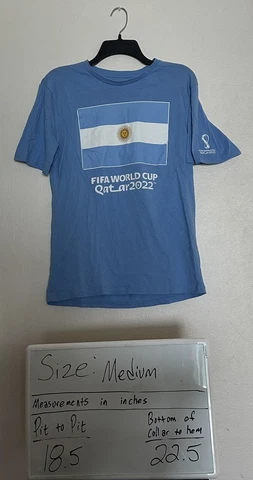 FIFA WORLD CUP
Qatar2022
Size: Medium
Measurements in inches
Pit to Pit
18.5
Bottom of
Collar to hem
22.5